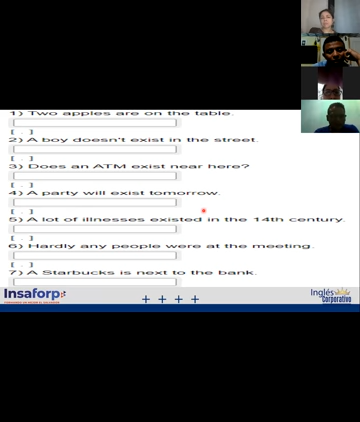 1) Two apples are on the table.
[ . ]
2) A boy doesn't exist in the street.
[ . ]
3) Does an ATM exist near here?
[ . ]
4) A party will exist tomorrow.
[ . ]
5) A lot of illnesses existed in the 14th century.
[ ]
6) Hardly any people were at the meeting.
[ . ]
7) A Starbucks is next to the bank.
Insaforp
Inglés
Corporativo